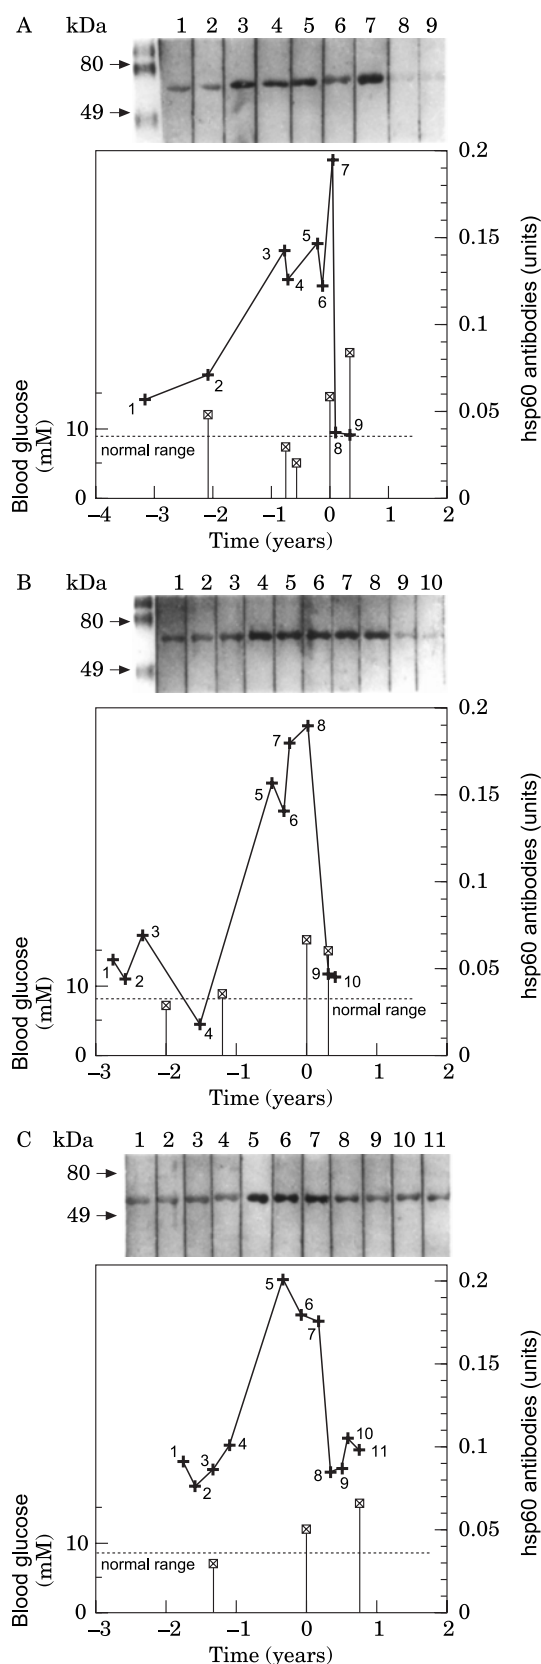 A kDa 1 2 3 4 5 6 7 8 9
80
49
0.2
7
0.15
3 5
4 6
0.1
1 2
0.05
10
normal range 8 9
0 0
−4 −3 −2 −1 0 1 2
Time (years)
Blood glucose
(mM)
hsp60 antibodies (units)
B kDa 1 2 3 4 5 6 7 8 9 10
80
49
0.2
7 8
0.15
5 6
0.1
1 2 3
0.05
9 10
10
normal range
4
0 0
−3 −2 −1 0 1 2
Time (years)
Blood glucose
(mM)
hsp60 antibodies (units)
C kDa 1 2 3 4 5 6 7 8 9 10 11
80
49
0.2
5 6
7
0.15
0.1
1 3 4 10
2 8 9 11
0.05
10
normal range
0 0
−3 −2 −1 0 1 2
Time (years)
Blood glucose
(mM)
hsp60 antibodies (units)